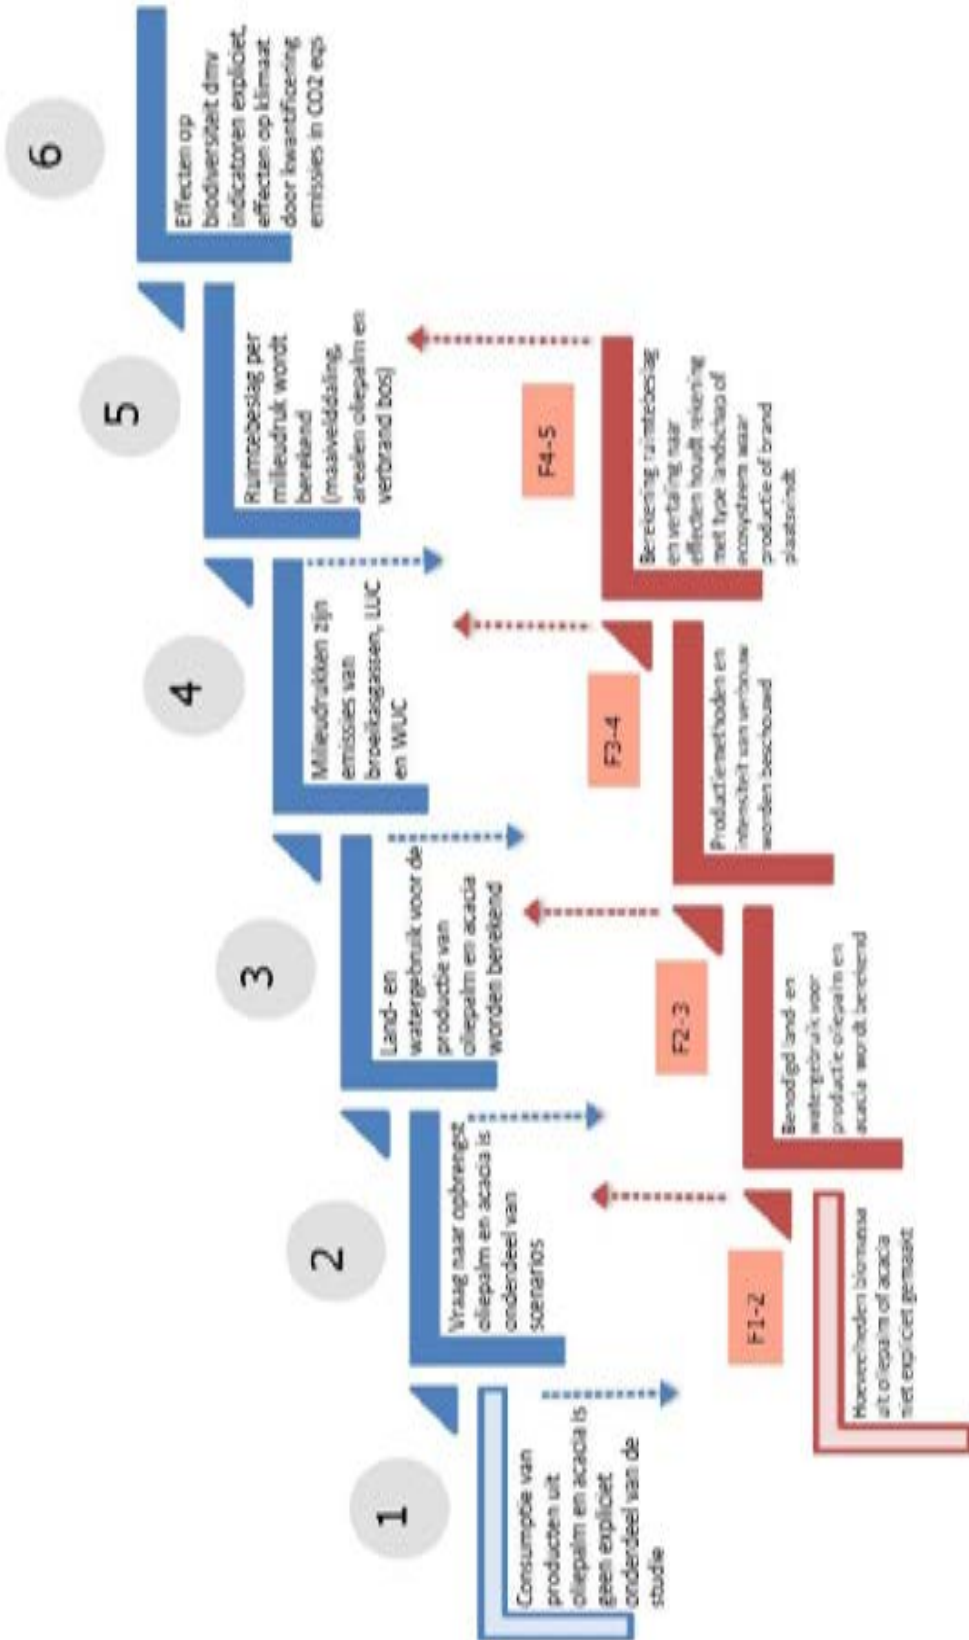 1
Consumptie van
producten uit
oliepalm en acacia is
geen expliciet
onderdeel van de
studie
2
Vraag naar opbrengst
oliepalm en acacia is
onderdeel van
scenarios
3
Land- en
watergebruik voor de
productie van
oliepalm en acacia
worden berekend
4
Milieudrukken zijn
emissies van
broeikasgassen, LUC
en WUC
5
Ruimtebeslag per
milieudruk wordt
berekend
(maaivelddaling,
arealen oliepalm en
verbrand bos)
6
Effecten op
biodiversiteit dmv
indicatoren expliciet,
effecten op klimaat
door kwantificering
emissies in CO2 eqs
F1-2
Hoeveelheden biomassa
uit oliepalm of acacia
niet expliciet gemaakt
F2-3
Benodigd land- en
watergebruik voor
productie oliepalm en
acacia wordt berekend
F3-4
Productiemethoden en
intensiteit van verbouw
worden beschouwd
F4-5
Berekening ruimtebeslag
en vertaling naar
effecten houdt rekening
met type landschap of
ecosysteem waar
productie of brand
plaatsvindt